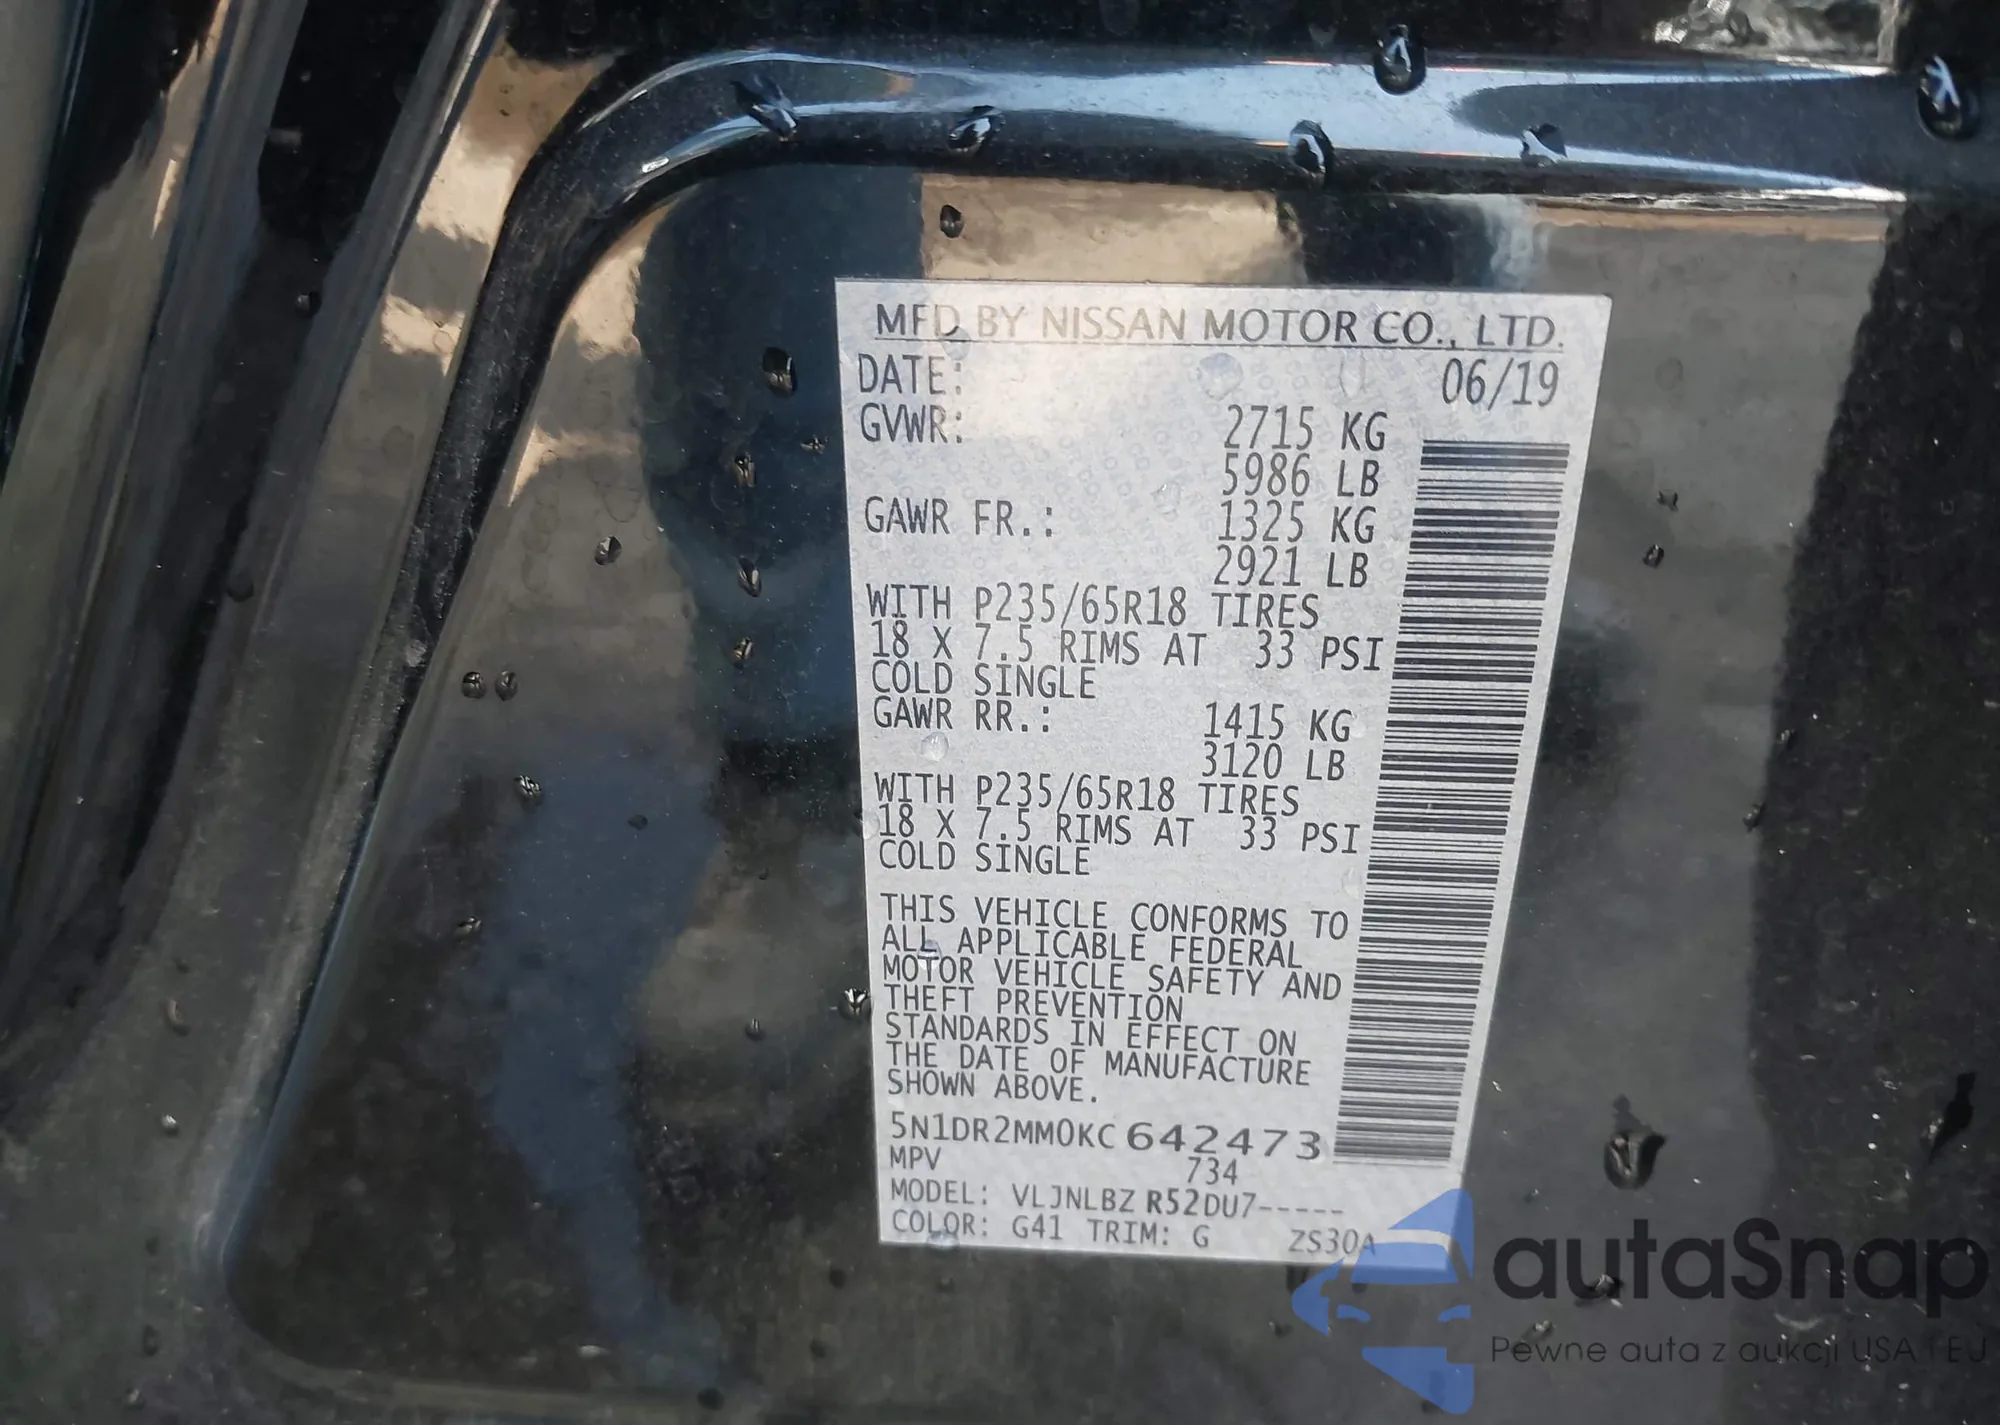 MFD BY NISSAN MOTOR CO., LTD.
DATE: 06/19
GVWR: 2715 KG
5986 LB
GAWR FR.: 1325 KG
2921 LB
WITH P235/65R18 TIRES
18 X 7.5 RIMS AT 33 PSI
COLD SINGLE
GAWR RR.: 1415 KG
3120 LB
WITH P235/65R18 TIRES
18 X 7.5 RIMS AT 33 PSI
COLD SINGLE
THIS VEHICLE CONFORMS TO
ALL APPLICABLE FEDERAL
MOTOR VEHICLE SAFETY AND
THEFT PREVENTION
STANDARDS IN EFFECT ON
THE DATE OF MANUFACTURE
SHOWN ABOVE.
5N1DR2MM0KC642473
MPV 734
MODEL: VLJNLBZ R52DU7-----
COLOR: G41 TRIM: G ZS30A
autaSnap
Pewne auta z aukcji USA i EU